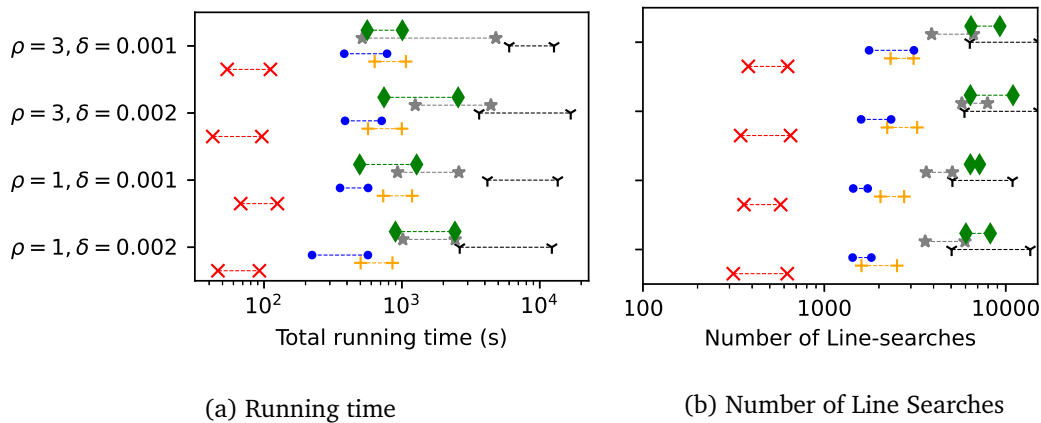 ρ = 3, δ = 0.001
ρ = 3, δ = 0.002
ρ = 1, δ = 0.001
ρ = 1, δ = 0.002
10² 10³ 10⁴
Total running time (s)
(a) Running time
100 1000 10000
Number of Line-searches
(b) Number of Line Searches